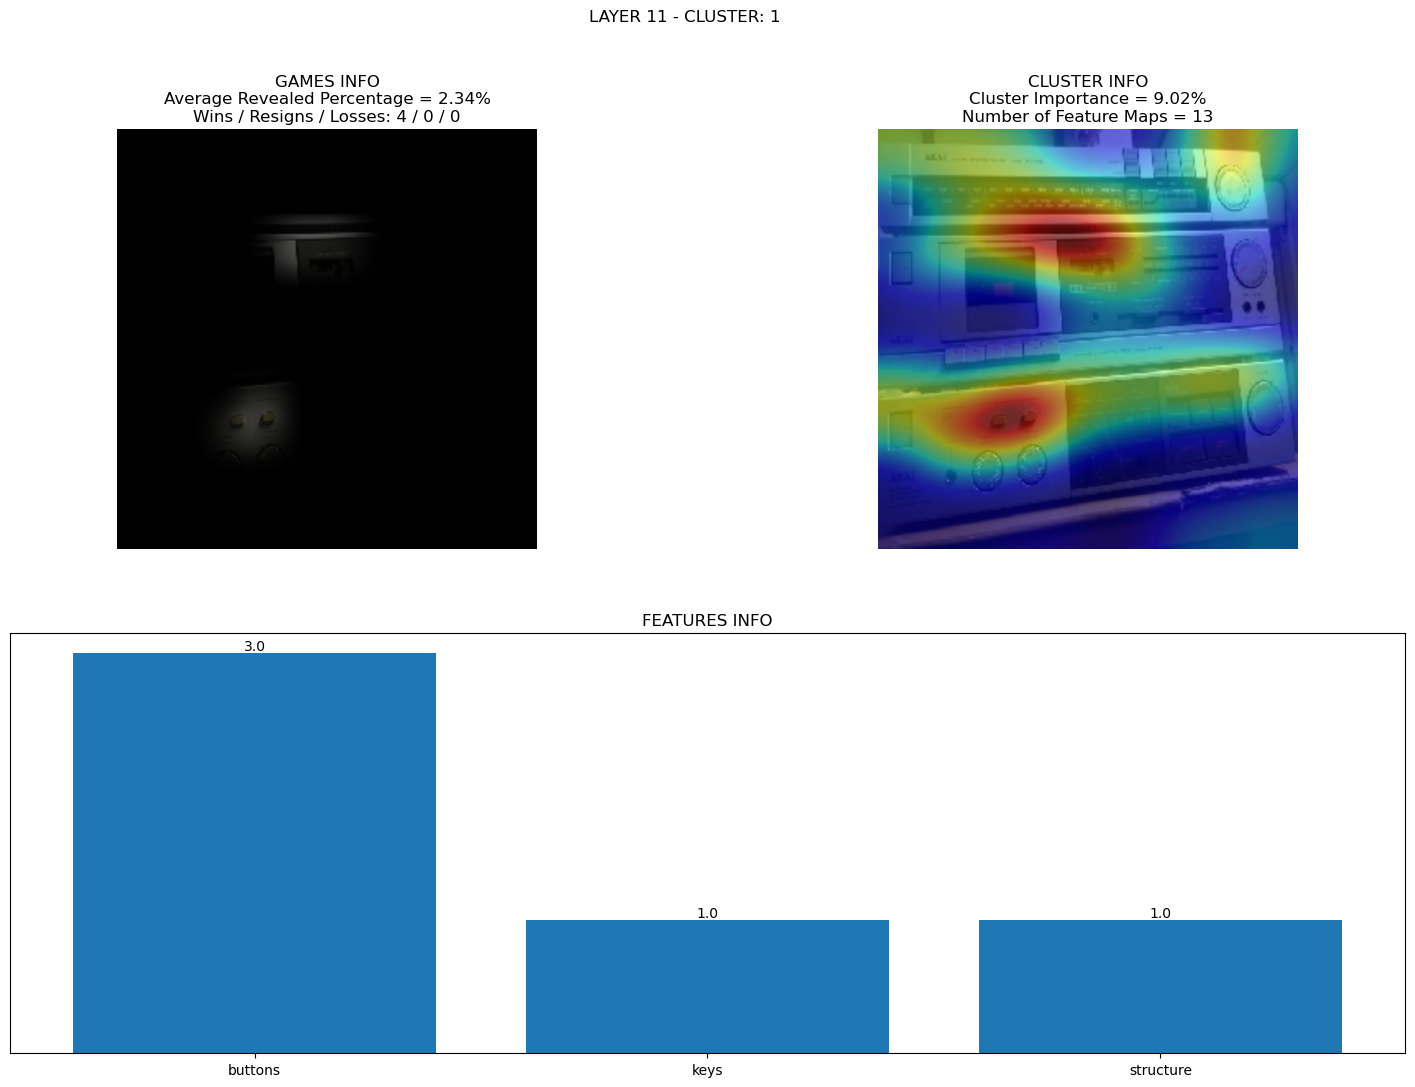 LAYER 11 - CLUSTER: 1
GAMES INFO
Average Revealed Percentage = 2.34%
Wins / Resigns / Losses: 4 / 0 / 0
CLUSTER INFO
Cluster Importance = 9.02%
Number of Feature Maps = 13
AKAI
FEATURES INFO
3.0
1.0
1.0
buttons
keys
structure